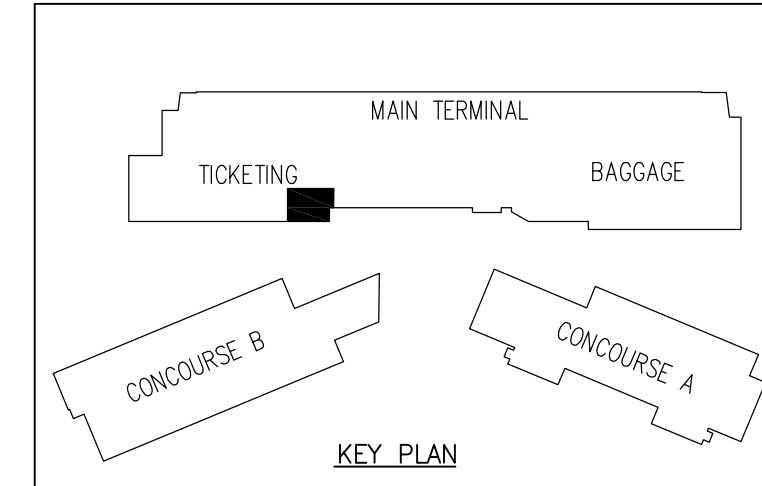 MAIN TERMINAL
TICKETING
BAGGAGE
CONCOURSE B
CONCOURSE A
KEY PLAN